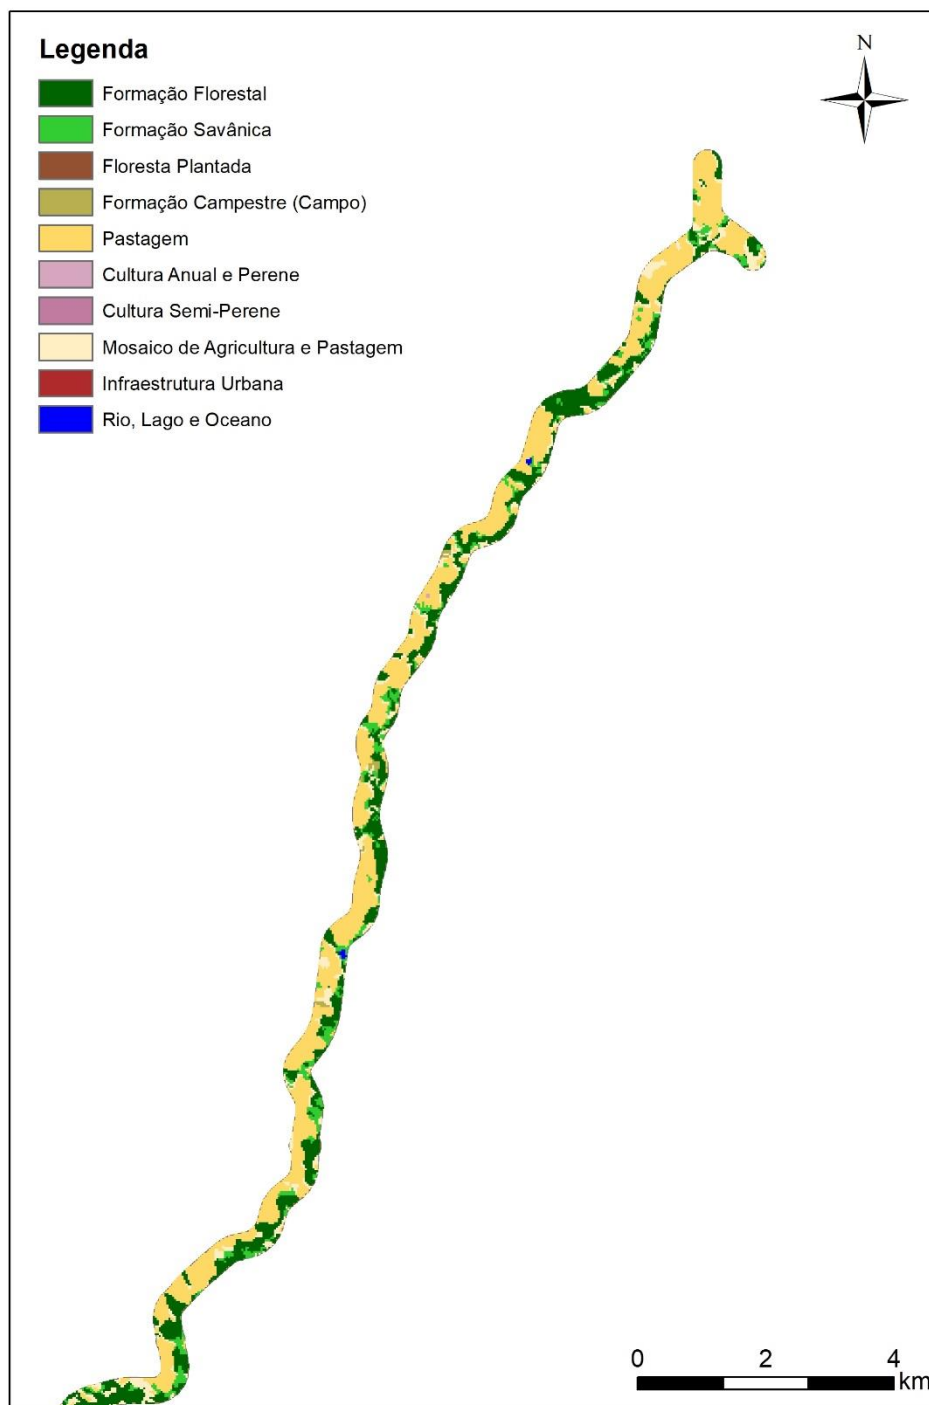 Legenda
N
Formação Florestal
Formação Savânica
Floresta Plantada
Formação Campestre (Campo)
Pastagem
Cultura Anual e Perene
Cultura Semi-Perene
Mosaico de Agricultura e Pastagem
Infraestrutura Urbana
Rio, Lago e Oceano
0 2 4
km